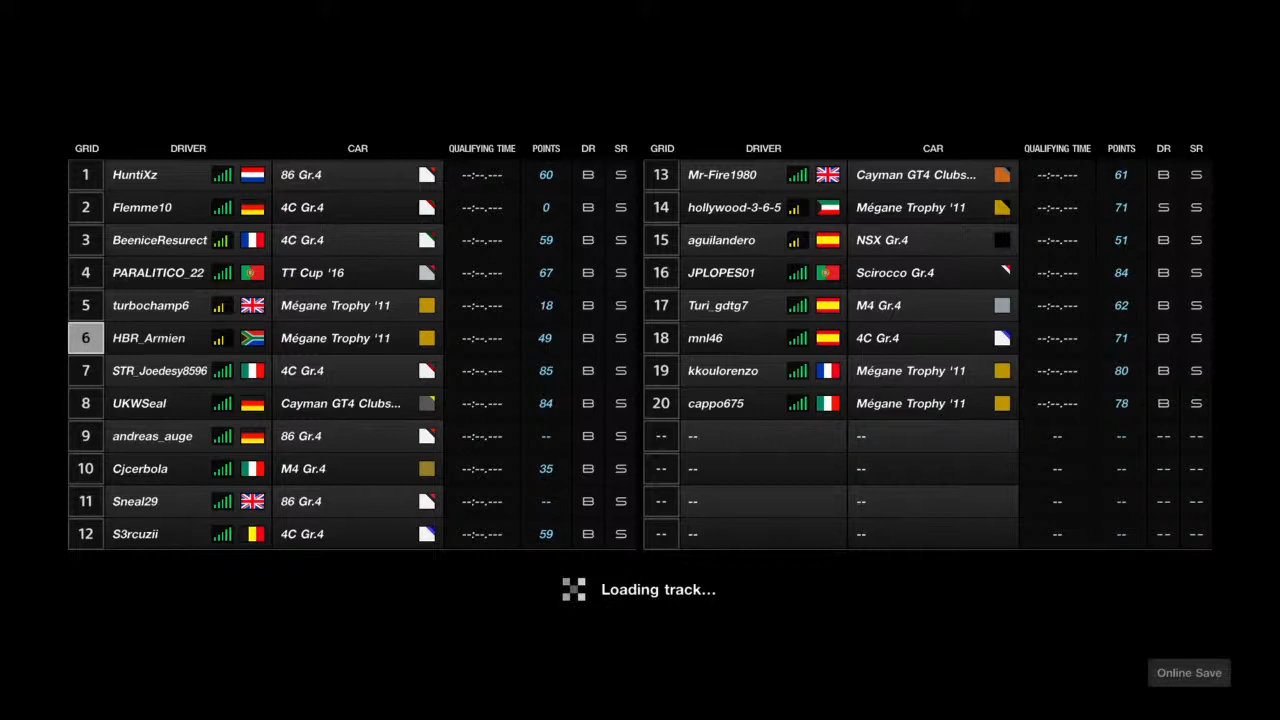 GRID DRIVER CAR QUALIFYING TIME POINTS DR SR
1 HuntiXz 86 Gr.4 --:--.--- 60 B S
2 Flemme10 4C Gr.4 --:--.--- 0 B S
3 BeeniceResurect 4C Gr.4 --:--.--- 59 B S
4 PARALITICO_22 TT Cup '16 --:--.--- 67 B S
5 turbochamp6 Mégane Trophy '11 --:--.--- 18 B S
6 HBR_Armien Mégane Trophy '11 --:--.--- 49 B S
7 STR_Joedesy8596 4C Gr.4 --:--.--- 85 B S
8 UKWSeal Cayman GT4 Clubs... --:--.--- 84 B S
9 andreas_auge 86 Gr.4 --:--.--- -- B S
10 Cjcerbola M4 Gr.4 --:--.--- 35 B S
11 Sneal29 86 Gr.4 --:--.--- -- B S
12 S3rcuzii 4C Gr.4 --:--.--- 59 B S
GRID DRIVER CAR QUALIFYING TIME POINTS DR SR
13 Mr-Fire1980 Cayman GT4 Clubs... --:--.--- 61 B S
14 hollywood-3-6-5 Mégane Trophy '11 --:--.--- 71 S S
15 aguilandero NSX Gr.4 --:--.--- 51 B S
16 JPLOPES01 Scirocco Gr.4 --:--.--- 84 B S
17 Turi_gdtg7 M4 Gr.4 --:--.--- 62 B S
18 mnl46 4C Gr.4 --:--.--- 71 B S
19 kkoulorenzo Mégane Trophy '11 --:--.--- 80 B S
20 cappo675 Mégane Trophy '11 --:--.--- 78 B S
-- -- -- -- -- -- --
-- -- -- -- -- -- --
-- -- -- -- -- -- --
-- -- -- -- -- -- --
Loading track...
Online Save